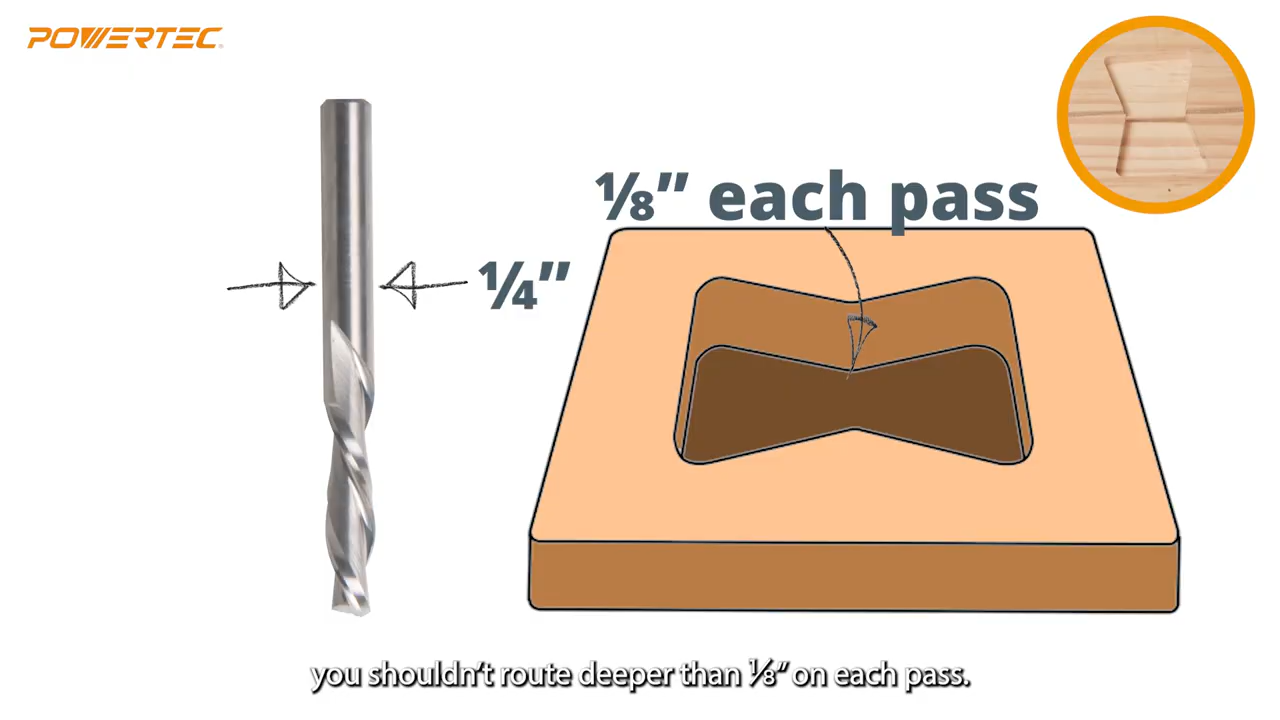 POWERTEC
⅛” each pass
¼”
you shouldn't route deeper than ⅛" on each pass.